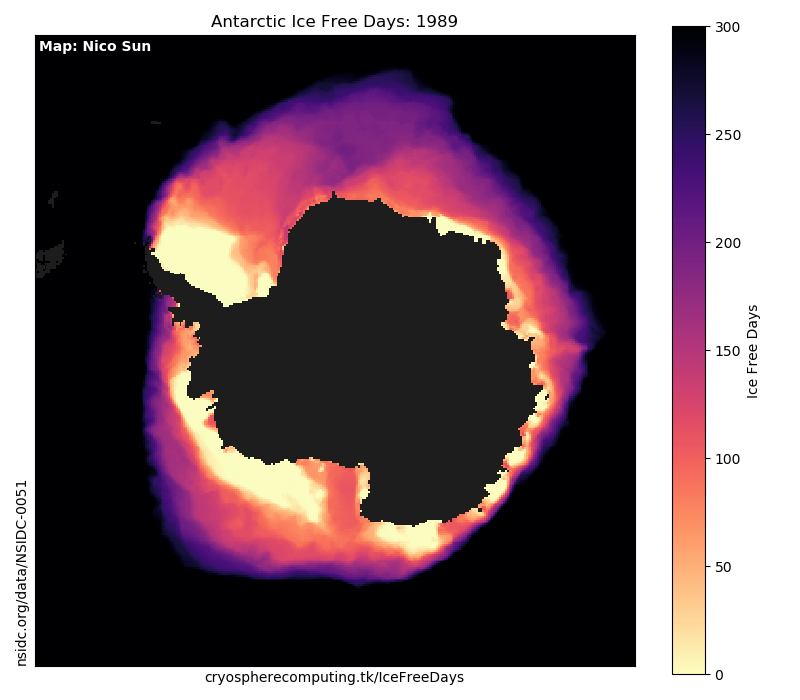 Antarctic Ice Free Days: 1989
Map: Nico Sun
300
250
200
150
100
50
0
Ice Free Days
nsidc.org/data/NSIDC-0051
cryospherecomputing.tk/IceFreeDays